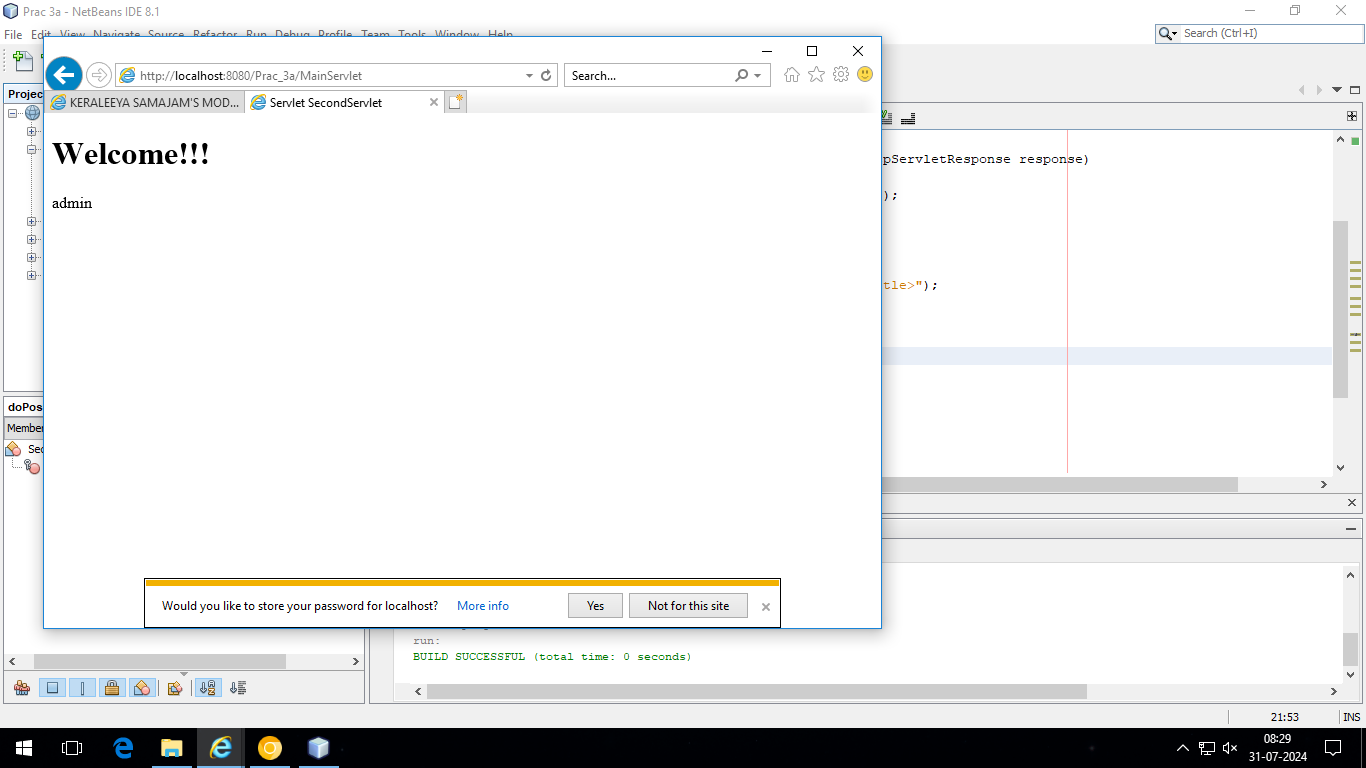 Prac 3a - NetBeans IDE 8.1
File Edit View Navigate Source Refactor Run Debug Profile Team Tools Window Help
Search (Ctrl+I)
http://localhost:8080/Prac_3a/MainServlet
Search...
Projec
KERALEEYA SAMAJAM'S MOD...
Servlet SecondServlet
Welcome!!!
pServletResponse response)
);
admin
tle>");
doPos
Member
Sec
Would you like to store your password for localhost?
More info
Yes
Not for this site
run:
BUILD SUCCESSFUL (total time: 0 seconds)
21:53
INS
08:29
31-07-2024